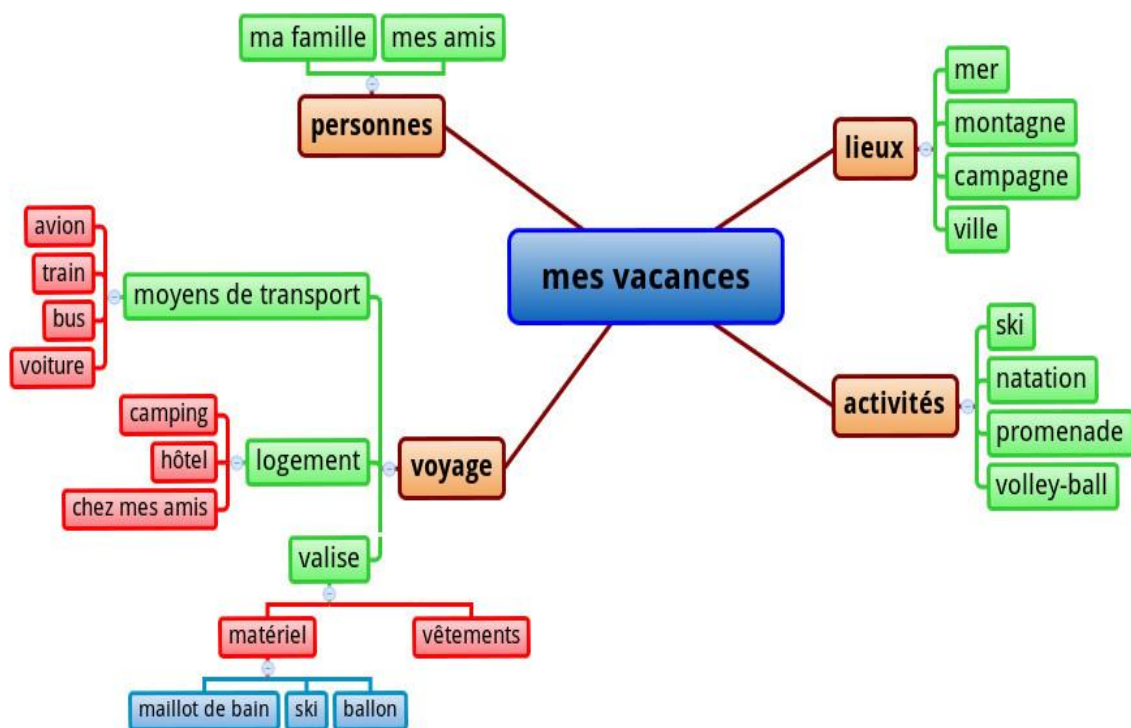 ma famille
mes amis
personnes
mer
montagne
campagne
ville
lieux
mes vacances
avion
train
bus
voiture
moyens de transport
camping
hôtel
chez mes amis
logement
voyage
valise
matériel
vêtements
maillot de bain
ski
ballon
activités
ski
natation
promenade
volley-ball